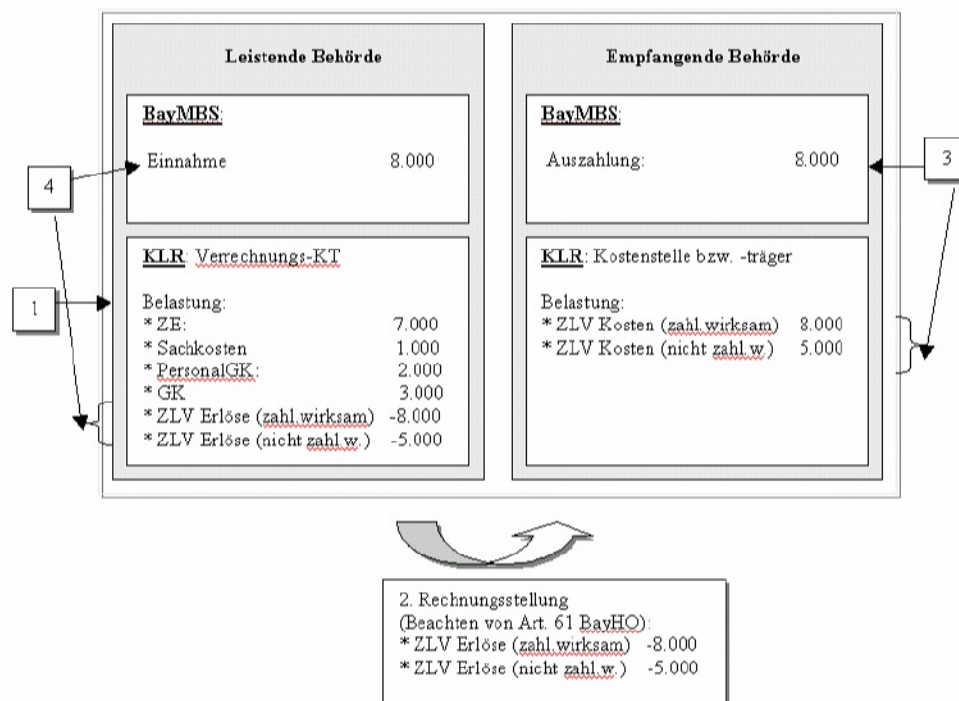 Leistende Behörde
BayMBS:
Einnahme 8.000
KLR: Verrechnungs-KT
Belastung:
* ZE: 7.000
* Sachkosten 1.000
* PersonalGK: 2.000
* GK 3.000
* ZLV Erlöse (zahl.wirksam) -8.000
* ZLV Erlöse (nicht zahl.w.) -5.000
Empfangende Behörde
BayMBS:
Auszahlung: 8.000
KLR: Kostenstelle bzw. -träger
Belastung:
* ZLV Kosten (zahl.wirksam) 8.000
* ZLV Kosten (nicht zahl.w.) 5.000
4
1
3
2. Rechnungsstellung
(Beachten von Art. 61 BayHO):
* ZLV Erlöse (zahl.wirksam) -8.000
* ZLV Erlöse (nicht zahl.w.) -5.000